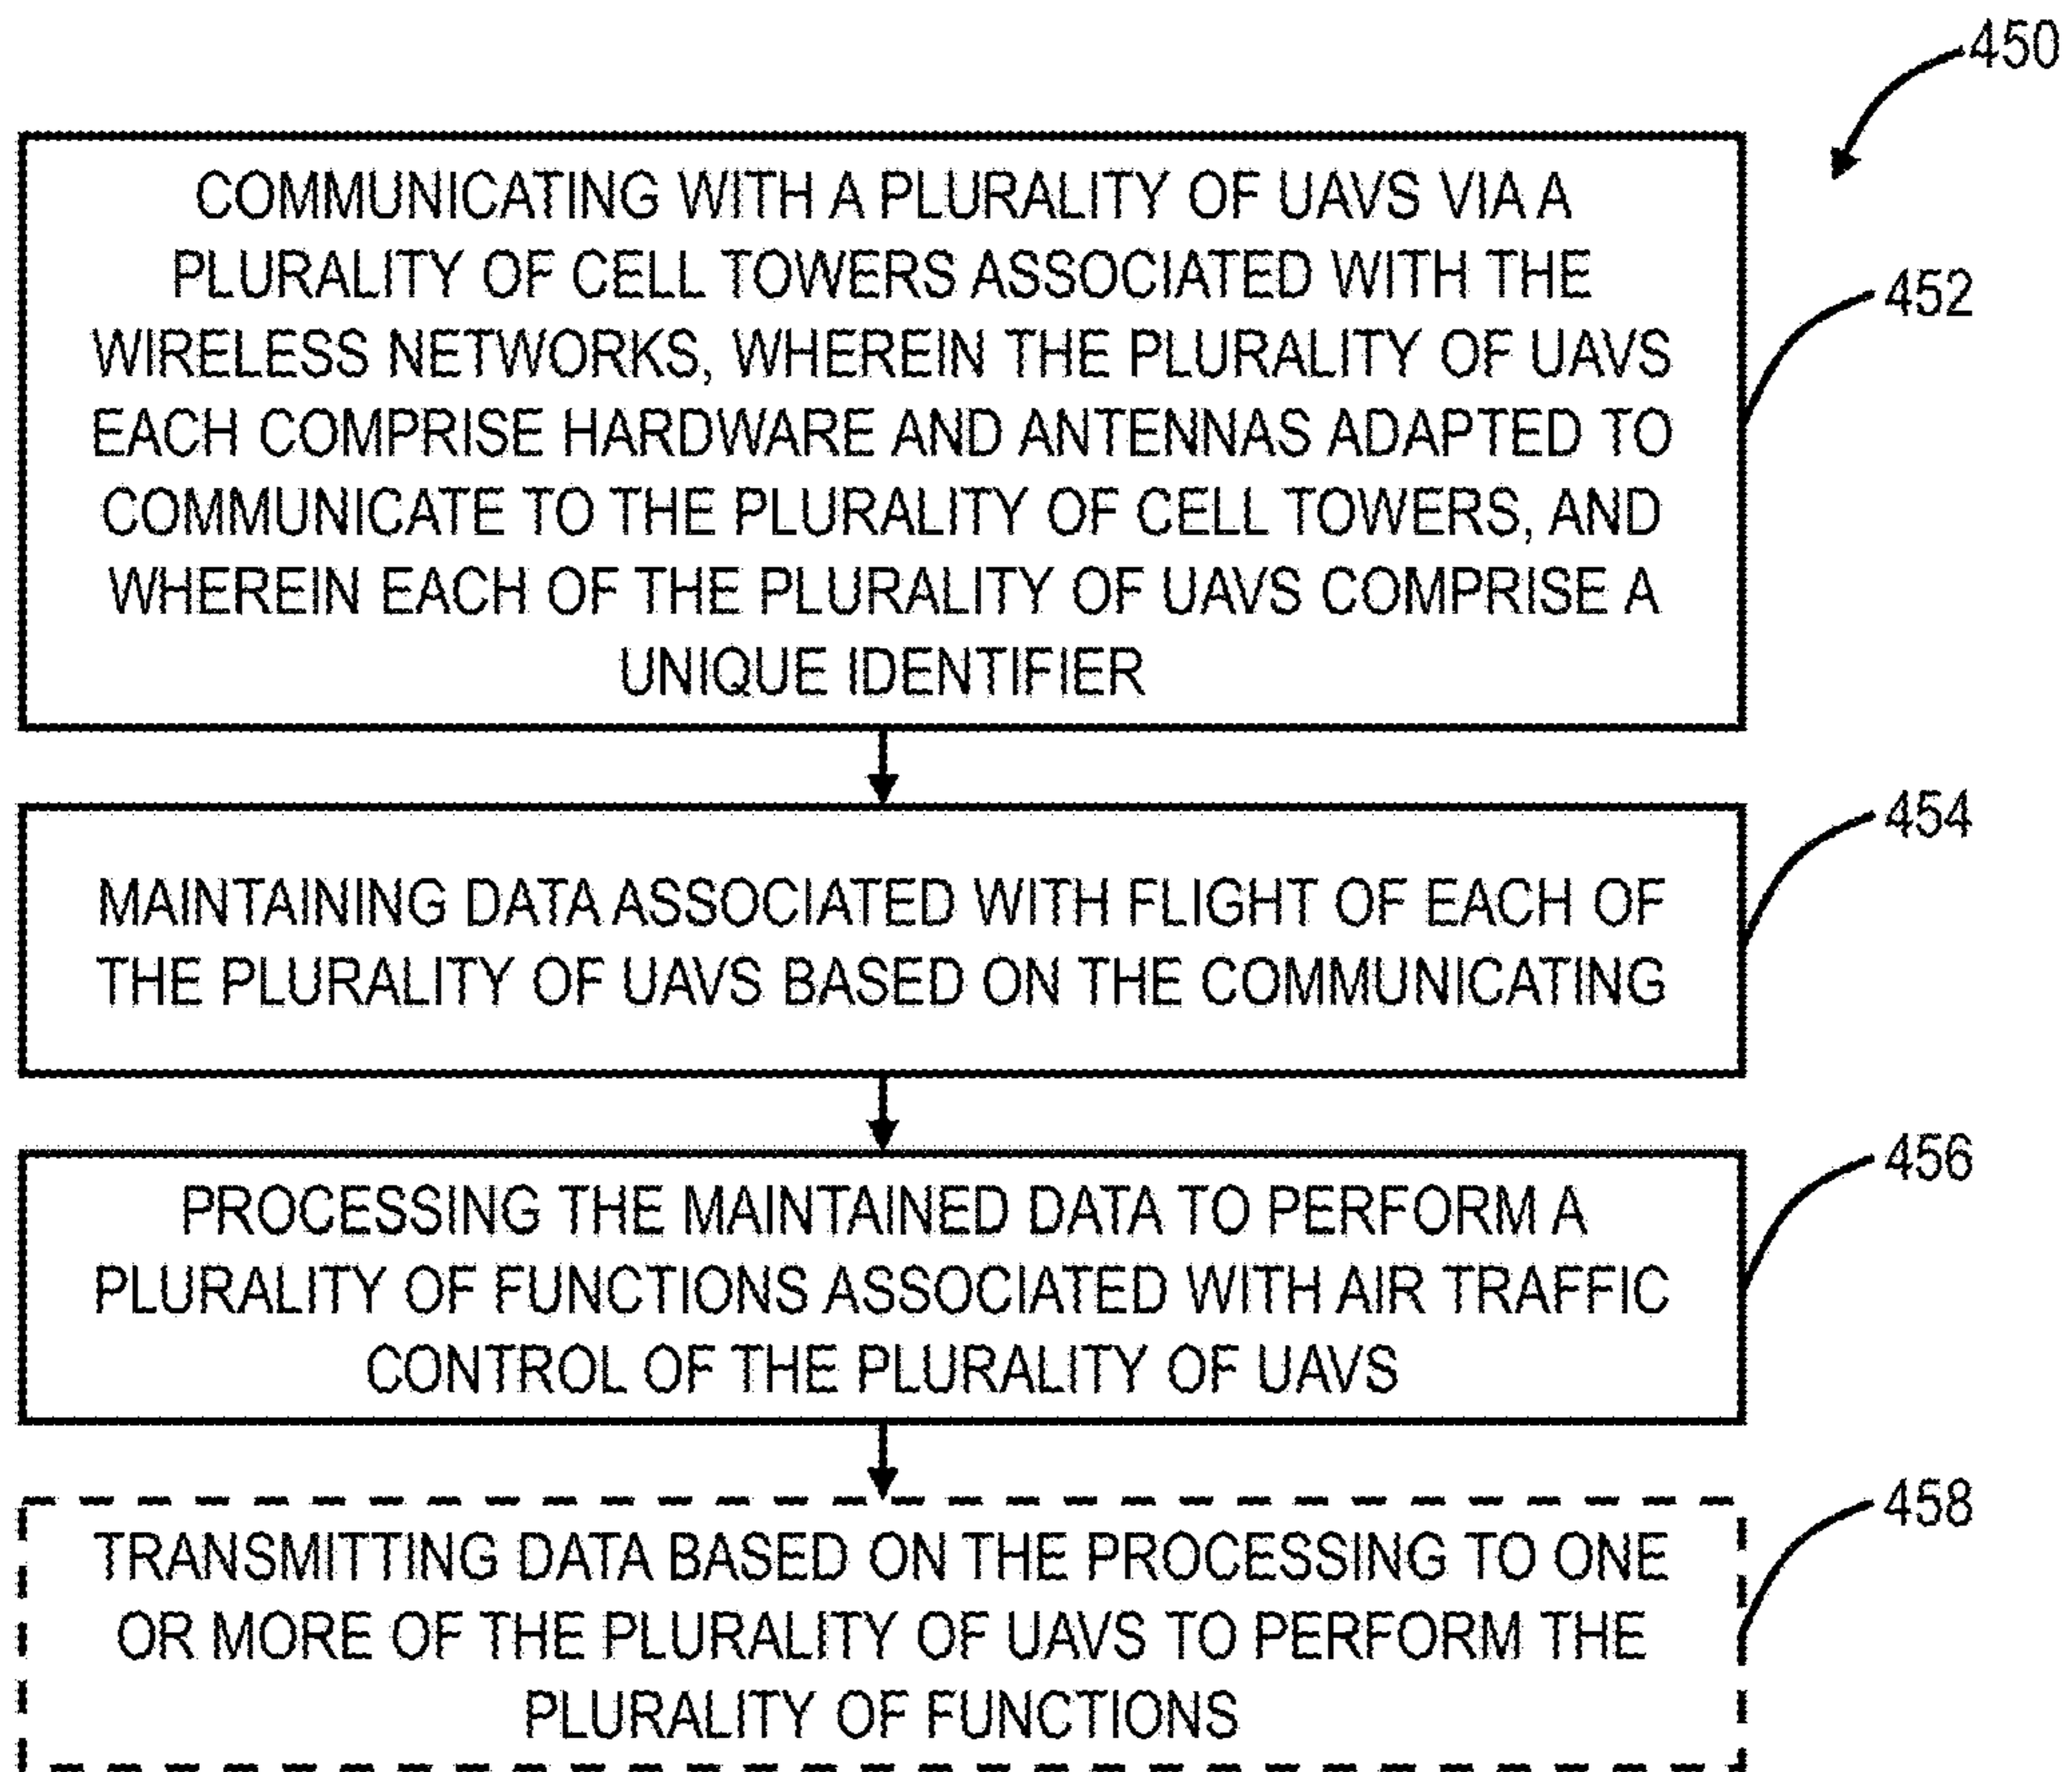 450
COMMUNICATING WITH A PLURALITY OF UAVS VIA A
PLURALITY OF CELL TOWERS ASSOCIATED WITH THE
WIRELESS NETWORKS, WHEREIN THE PLURALITY OF UAVS
EACH COMPRISE HARDWARE AND ANTENNAS ADAPTED TO
COMMUNICATE TO THE PLURALITY OF CELL TOWERS, AND
WHEREIN EACH OF THE PLURALITY OF UAVS COMPRISE A
UNIQUE IDENTIFIER
452
MAINTAINING DATA ASSOCIATED WITH FLIGHT OF EACH OF
THE PLURALITY OF UAVS BASED ON THE COMMUNICATING
454
PROCESSING THE MAINTAINED DATA TO PERFORM A
PLURALITY OF FUNCTIONS ASSOCIATED WITH AIR TRAFFIC
CONTROL OF THE PLURALITY OF UAVS
456
TRANSMITTING DATA BASED ON THE PROCESSING TO ONE
OR MORE OF THE PLURALITY OF UAVS TO PERFORM THE
PLURALITY OF FUNCTIONS
458